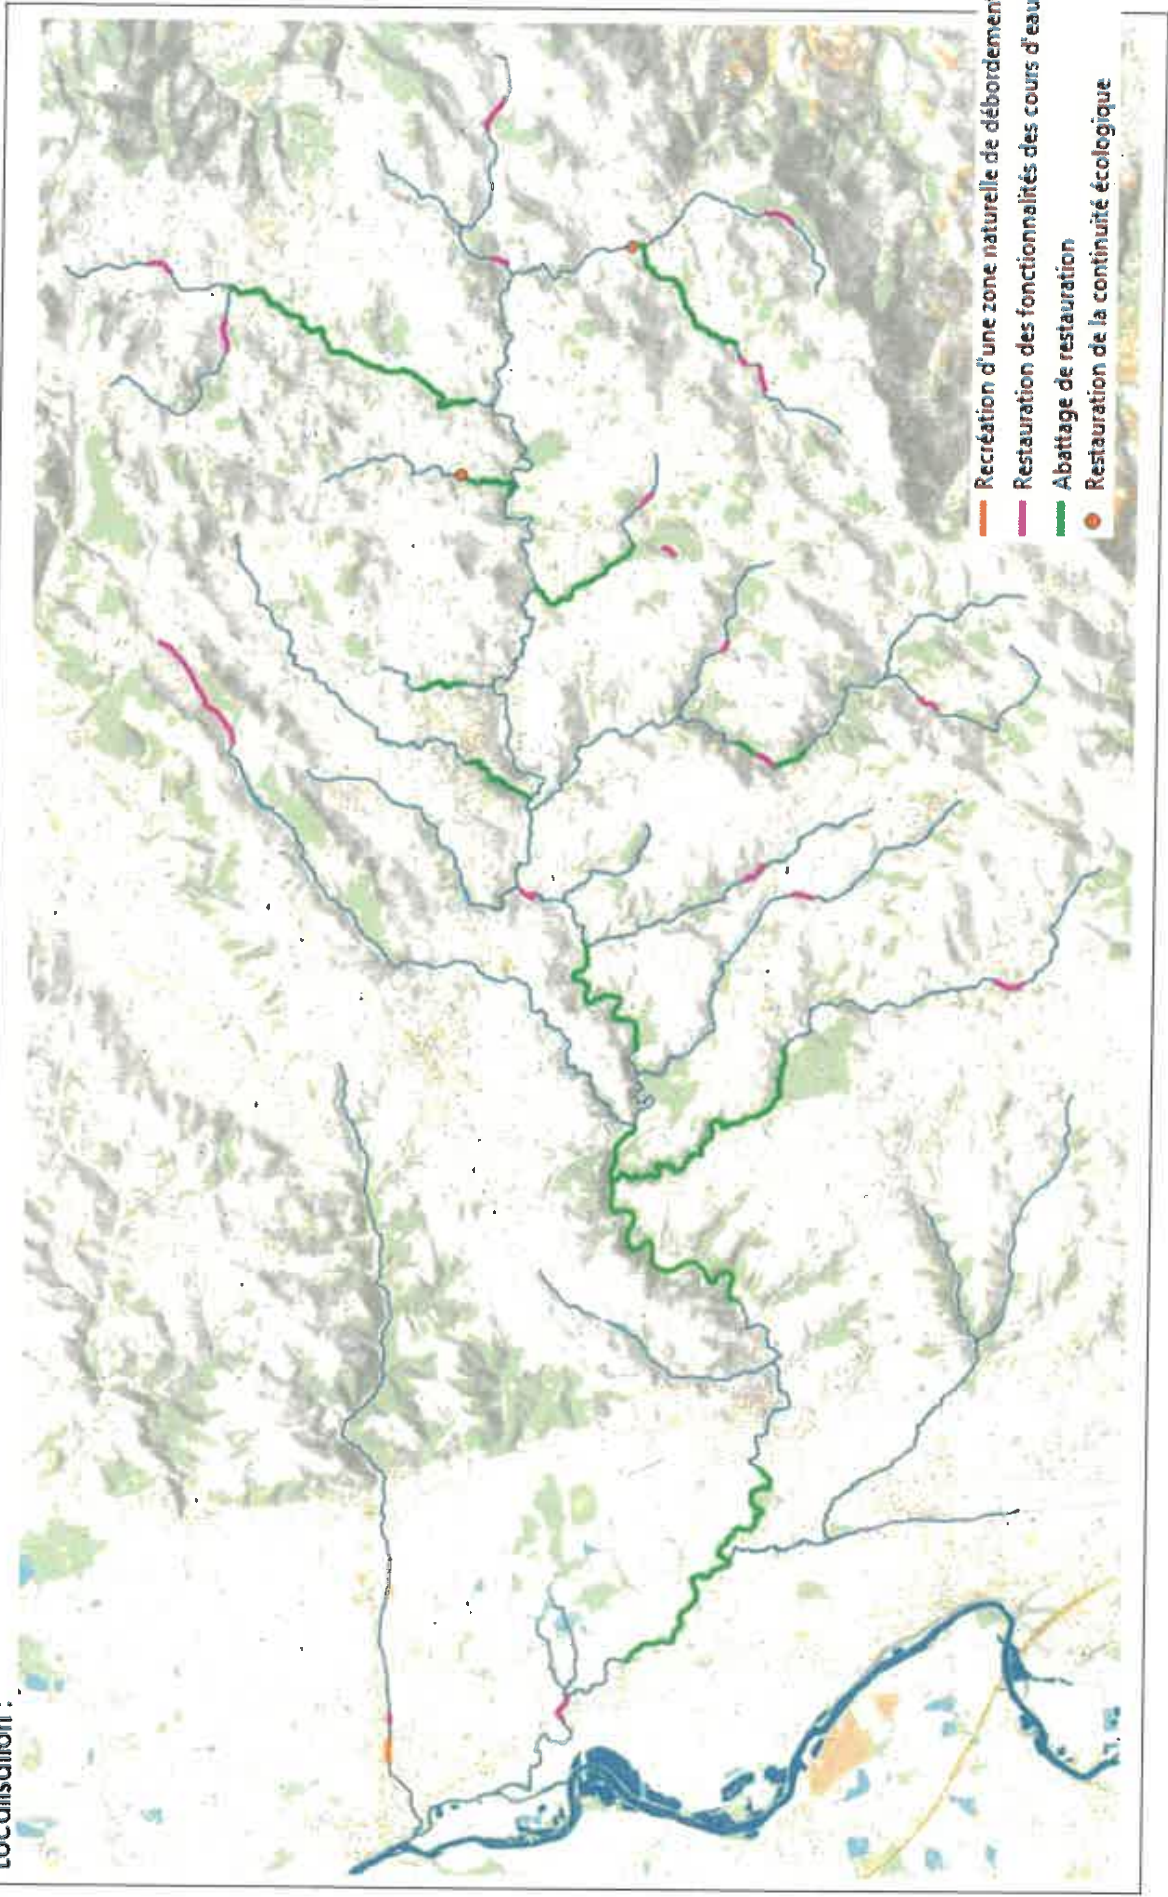 Localisation :
Recréation d'une zone naturelle de débordement
Restauration des fonctionnalités des cours d'eau
Abattage de restauration
Restauration de la continuité écologique